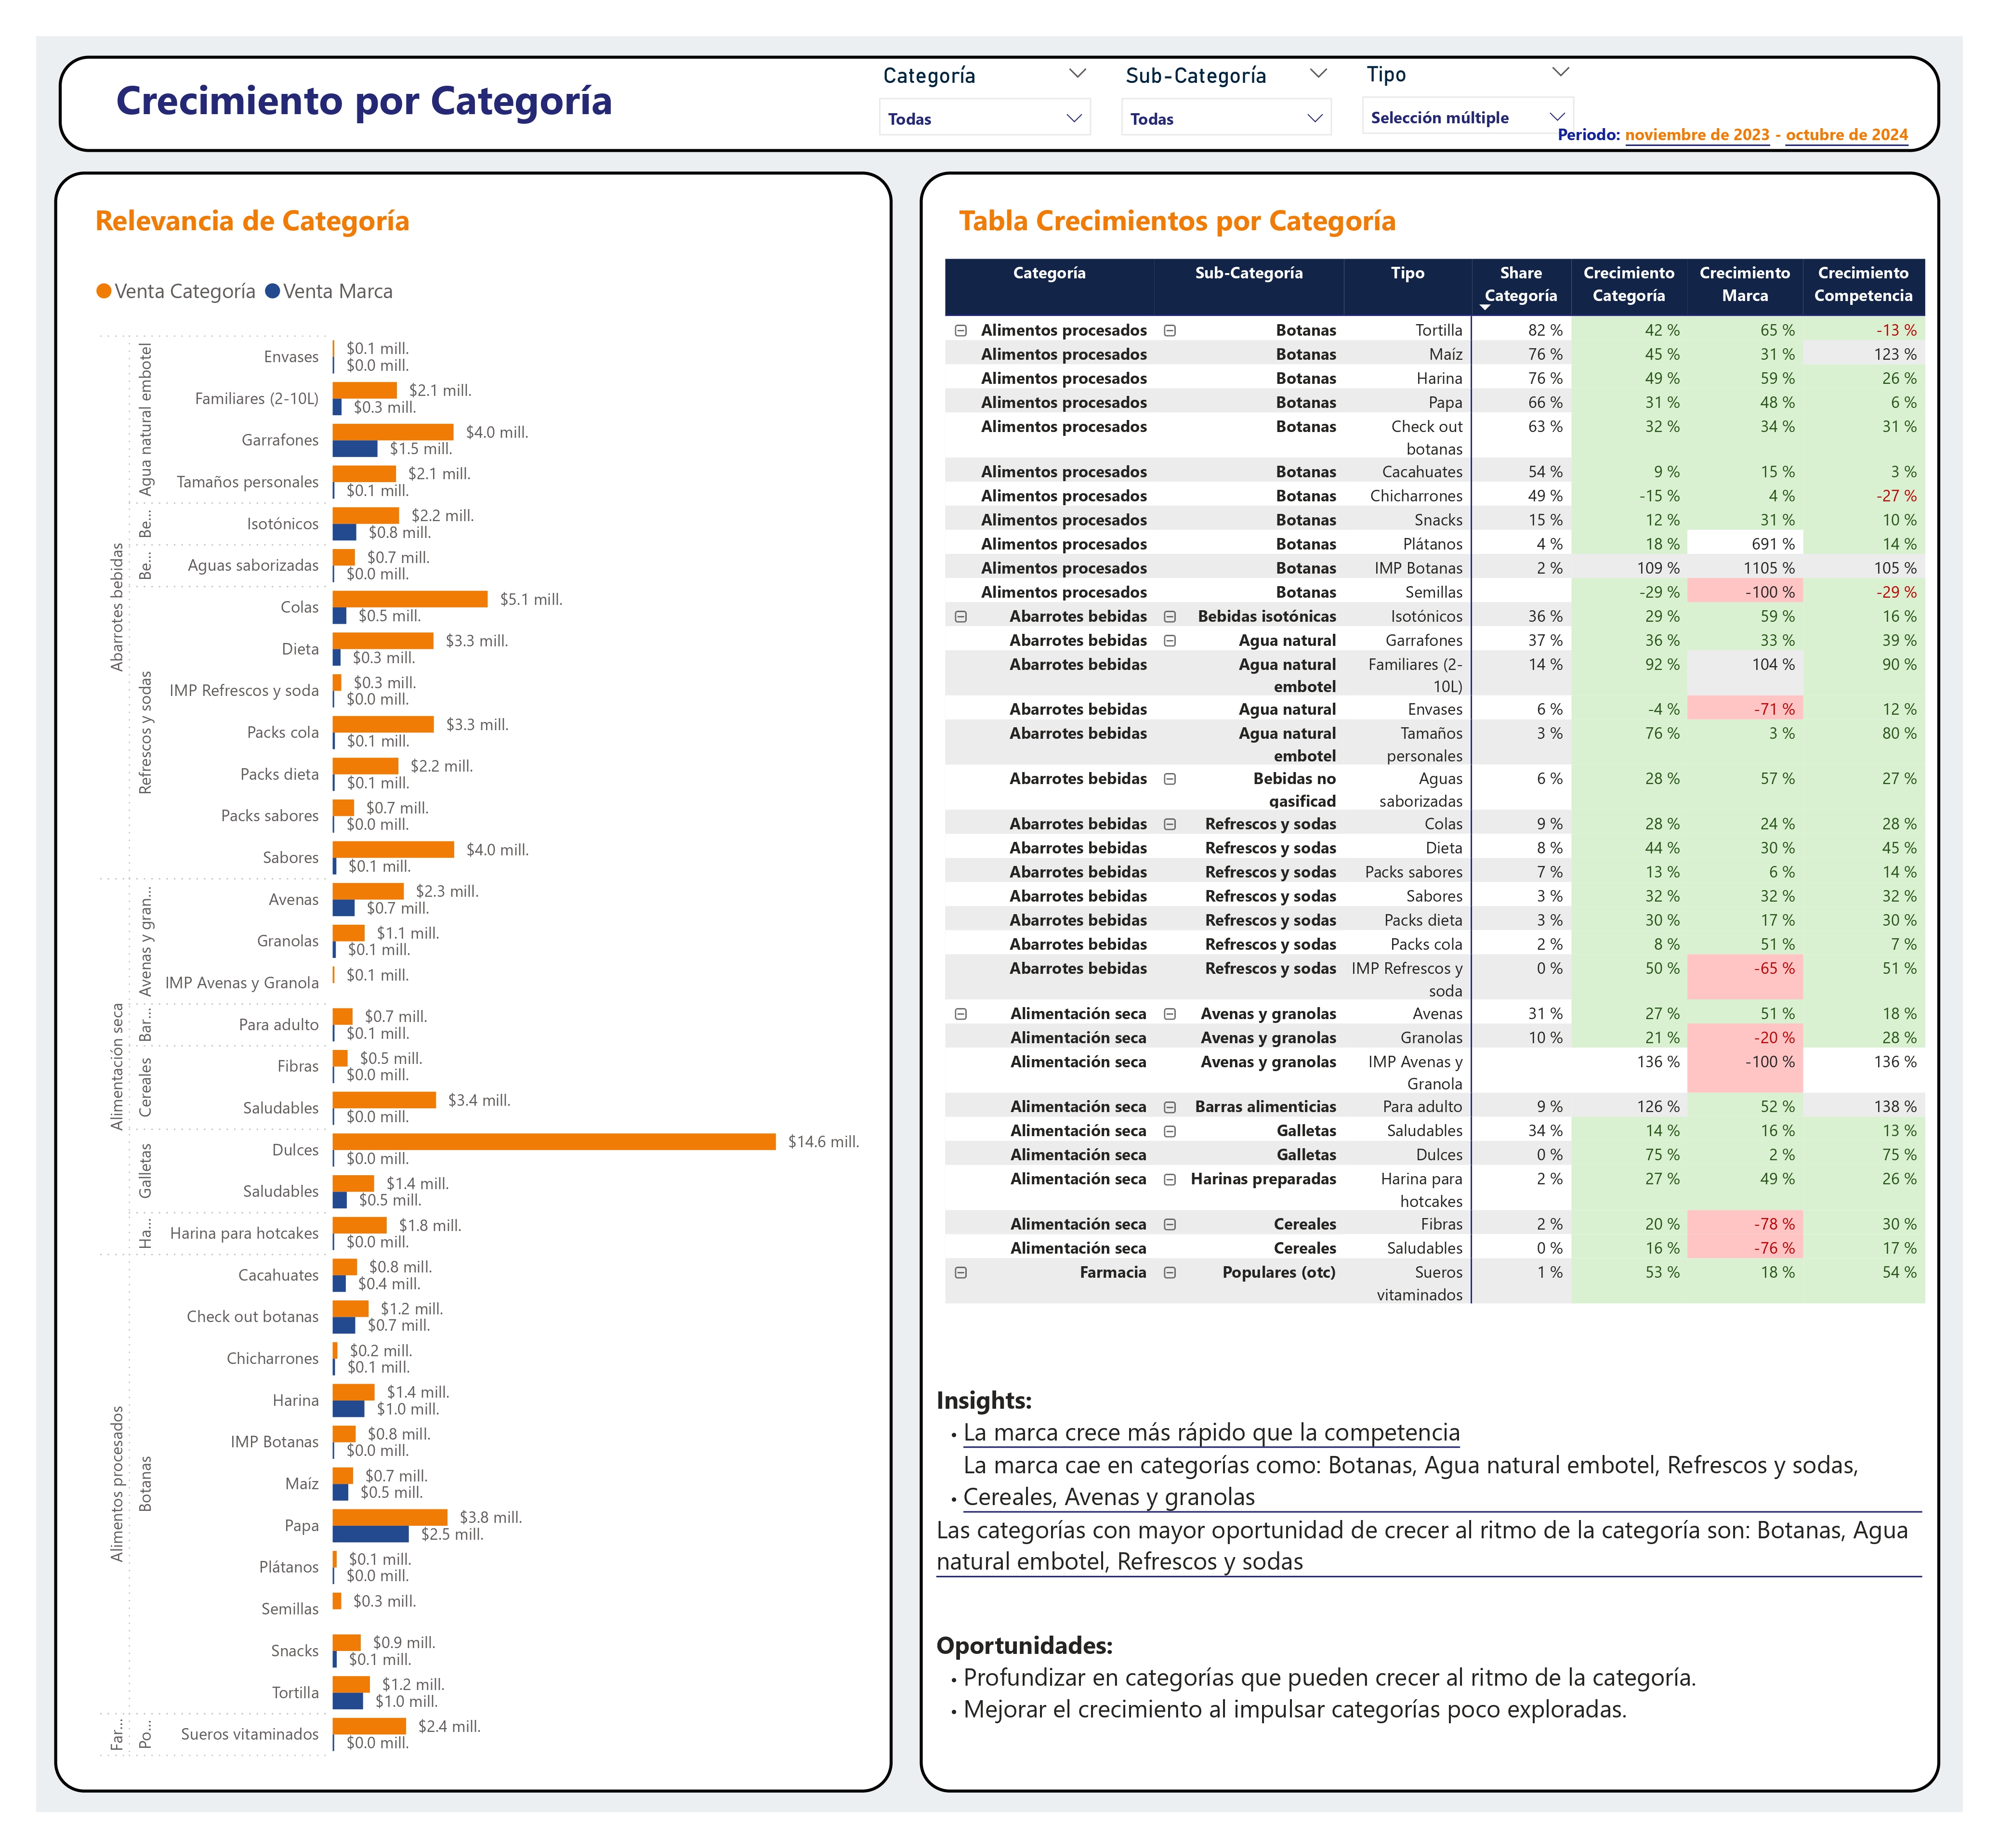 Crecimiento por Categoría
Categoría
Todas
Sub-Categoría
Todas
Tipo
Selección múltiple
Periodo: noviembre de 2023 - octubre de 2024
Relevancia de Categoría
Venta Categoría Venta Marca
Abarrotes bebidas
Agua natural embotel
Envases $0.1 mill. $0.0 mill.
Familiares (2-10L) $2.1 mill. $0.3 mill.
Garrafones $4.0 mill. $1.5 mill.
Tamaños personales $2.1 mill. $0.1 mill.
Be...
Isotónicos $2.2 mill. $0.8 mill.
Be...
Aguas saborizadas $0.7 mill. $0.0 mill.
Refrescos y sodas
Colas $5.1 mill. $0.5 mill.
Dieta $3.3 mill. $0.3 mill.
IMP Refrescos y soda $0.3 mill. $0.0 mill.
Packs cola $3.3 mill. $0.1 mill.
Packs dieta $2.2 mill. $0.1 mill.
Packs sabores $0.7 mill. $0.0 mill.
Sabores $4.0 mill. $0.1 mill.
Alimentación seca
Avenas y gran...
Avenas $2.3 mill. $0.7 mill.
Granolas $1.1 mill. $0.1 mill.
IMP Avenas y Granola $0.1 mill.
Bar...
Para adulto $0.7 mill. $0.1 mill.
Cereales
Fibras $0.5 mill. $0.0 mill.
Saludables $3.4 mill. $0.0 mill.
Galletas
Dulces $14.6 mill. $0.0 mill.
Saludables $1.4 mill. $0.5 mill.
Ha...
Harina para hotcakes $1.8 mill. $0.0 mill.
Alimentos procesados
Botanas
Cacahuates $0.8 mill. $0.4 mill.
Check out botanas $1.2 mill. $0.7 mill.
Chicharrones $0.2 mill. $0.1 mill.
Harina $1.4 mill. $1.0 mill.
IMP Botanas $0.8 mill. $0.0 mill.
Maíz $0.7 mill. $0.5 mill.
Papa $3.8 mill. $2.5 mill.
Plátanos $0.1 mill. $0.0 mill.
Semillas $0.3 mill.
Snacks $0.9 mill. $0.1 mill.
Tortilla $1.2 mill. $1.0 mill.
Far...
Po...
Sueros vitaminados $2.4 mill. $0.0 mill.
Tabla Crecimientos por Categoría
Categoría Sub-Categoría Tipo Share Crecimiento Crecimiento Crecimiento
Categoría Categoría Marca Competencia
Alimentos procesados Botanas Tortilla 82 % 42 % 65 % -13 %
Alimentos procesados Botanas Maíz 76 % 45 % 31 % 123 %
Alimentos procesados Botanas Harina 76 % 49 % 59 % 26 %
Alimentos procesados Botanas Papa 66 % 31 % 48 % 6 %
Alimentos procesados Botanas Check out 63 % 32 % 34 % 31 %
botanas
Alimentos procesados Botanas Cacahuates 54 % 9 % 15 % 3 %
Alimentos procesados Botanas Chicharrones 49 % -15 % 4 % -27 %
Alimentos procesados Botanas Snacks 15 % 12 % 31 % 10 %
Alimentos procesados Botanas Plátanos 4 % 18 % 691 % 14 %
Alimentos procesados Botanas IMP Botanas 2 % 109 % 1105 % 105 %
Alimentos procesados Botanas Semillas -29 % -100 % -29 %
Abarrotes bebidas Bebidas isotónicas Isotónicos 36 % 29 % 59 % 16 %
Abarrotes bebidas Agua natural Garrafones 37 % 36 % 33 % 39 %
Abarrotes bebidas Agua natural Familiares (2- 14 % 92 % 104 % 90 %
embotel 10L)
Abarrotes bebidas Agua natural Envases 6 % -4 % -71 % 12 %
Abarrotes bebidas Agua natural Tamaños 3 % 76 % 3 % 80 %
embotel personales
Abarrotes bebidas Bebidas no Aguas 6 % 28 % 57 % 27 %
gasificad saborizadas
Abarrotes bebidas Refrescos y sodas Colas 9 % 28 % 24 % 28 %
Abarrotes bebidas Refrescos y sodas Dieta 8 % 44 % 30 % 45 %
Abarrotes bebidas Refrescos y sodas Packs sabores 7 % 13 % 6 % 14 %
Abarrotes bebidas Refrescos y sodas Sabores 3 % 32 % 32 % 32 %
Abarrotes bebidas Refrescos y sodas Packs dieta 3 % 30 % 17 % 30 %
Abarrotes bebidas Refrescos y sodas Packs cola 2 % 8 % 51 % 7 %
Abarrotes bebidas Refrescos y sodas IMP Refrescos y 0 % 50 % -65 % 51 %
soda
Alimentación seca Avenas y granolas Avenas 31 % 27 % 51 % 18 %
Alimentación seca Avenas y granolas Granolas 10 % 21 % -20 % 28 %
Alimentación seca Avenas y granolas IMP Avenas y 136 % -100 % 136 %
Granola
Alimentación seca Barras alimenticias Para adulto 9 % 126 % 52 % 138 %
Alimentación seca Galletas Saludables 34 % 14 % 16 % 13 %
Alimentación seca Galletas Dulces 0 % 75 % 2 % 75 %
Alimentación seca Harinas preparadas Harina para 2 % 27 % 49 % 26 %
hotcakes
Alimentación seca Cereales Fibras 2 % 20 % -78 % 30 %
Alimentación seca Cereales Saludables 0 % 16 % -76 % 17 %
Farmacia Populares (otc) Sueros 1 % 53 % 18 % 54 %
vitaminados
Insights:
• La marca crece más rápido que la competencia
La marca cae en categorías como: Botanas, Agua natural embotel, Refrescos y sodas,
• Cereales, Avenas y granolas
Las categorías con mayor oportunidad de crecer al ritmo de la categoría son: Botanas, Agua
natural embotel, Refrescos y sodas
Oportunidades:
• Profundizar en categorías que pueden crecer al ritmo de la categoría.
• Mejorar el crecimiento al impulsar categorías poco exploradas.